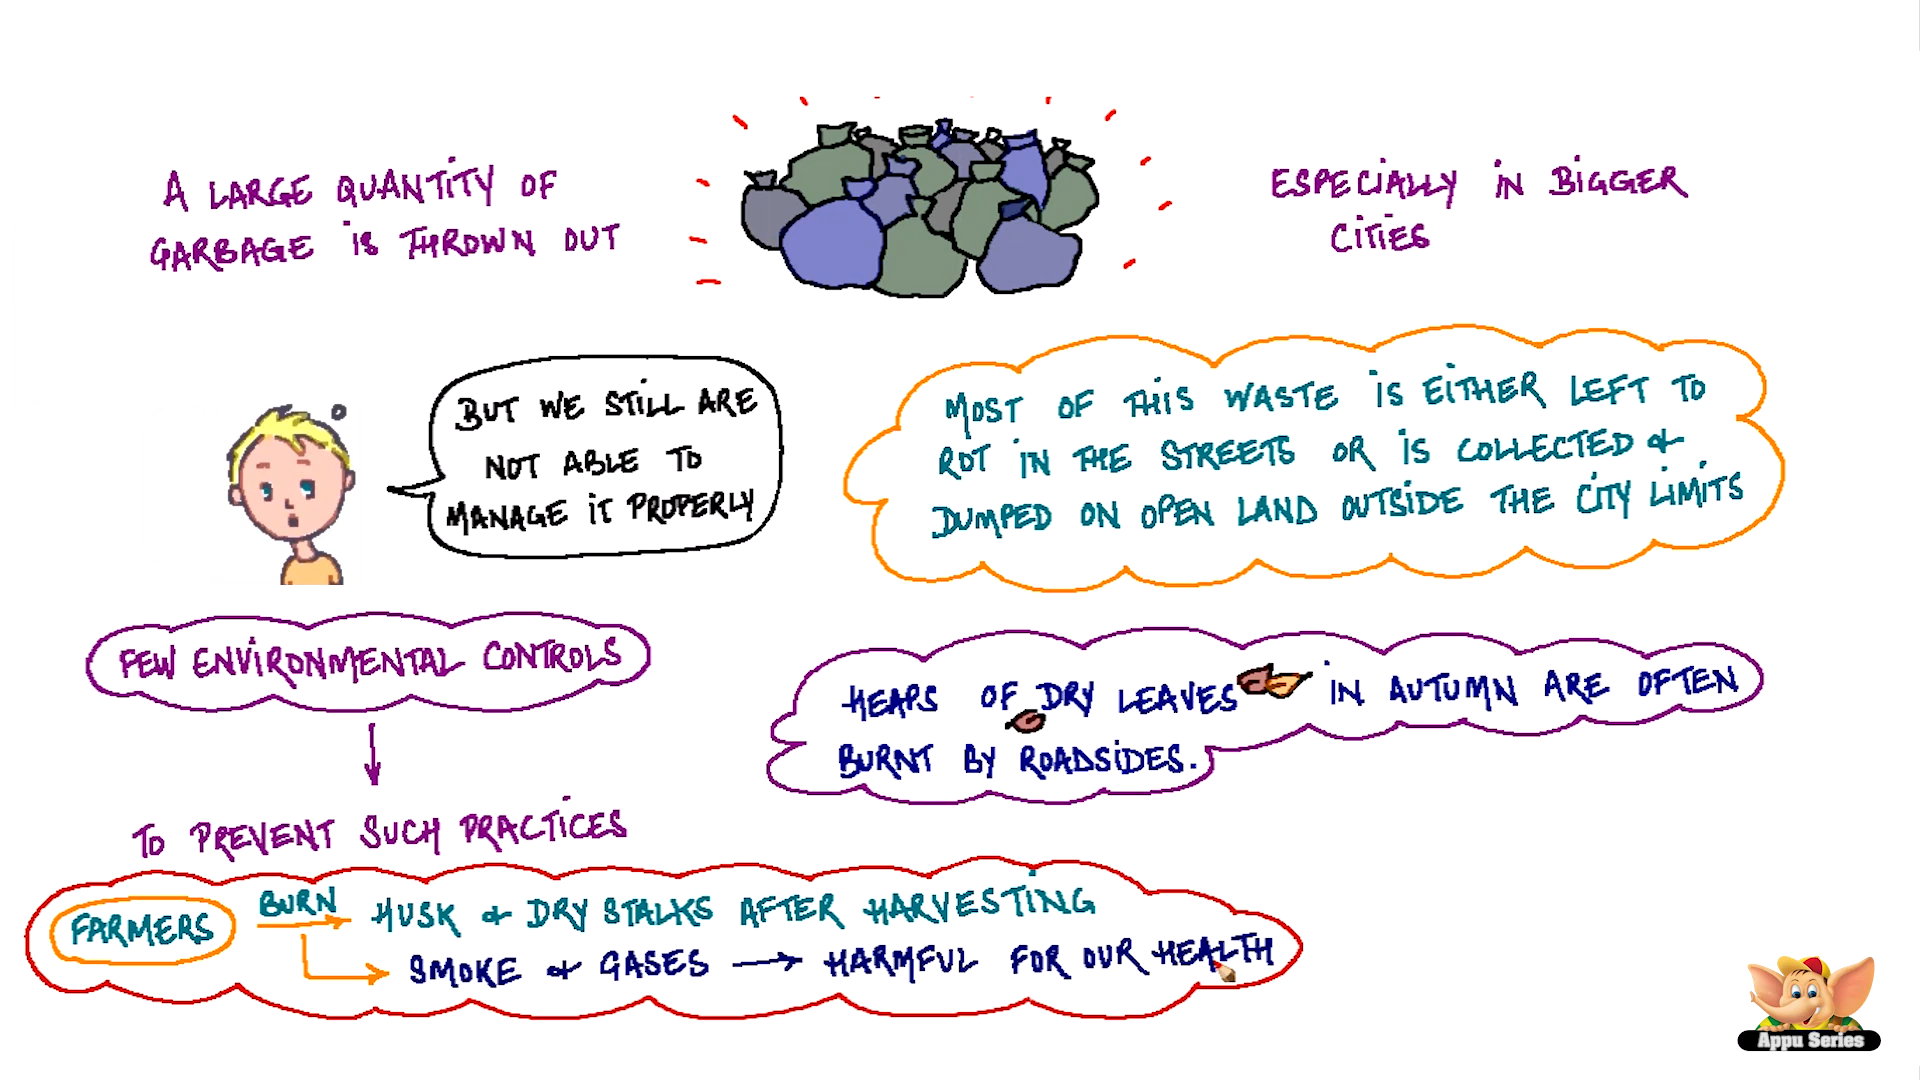 A LARGE QUANTITY OF
GARBAGE IS THROWN OUT
ESPECIALLY IN BIGGER
CITIES
BUT WE STILL ARE
NOT ABLE TO
MANAGE IT PROPERLY
MOST OF THIS WASTE IS EITHER LEFT TO
ROT IN THE STREETS OR IS COLLECTED &
DUMPED ON OPEN LAND OUTSIDE THE CITY LIMITS
FEW ENVIRONMENTAL CONTROLS
TO PREVENT SUCH PRACTICES
HEAPS OF DRY LEAVES IN AUTUMN ARE OFTEN
BURNT BY ROADSIDES.
FARMERS BURN HUSK & DRY STALKS AFTER HARVESTING
SMOKE & GASES → HARMFUL FOR OUR HEALTH
Appu Series